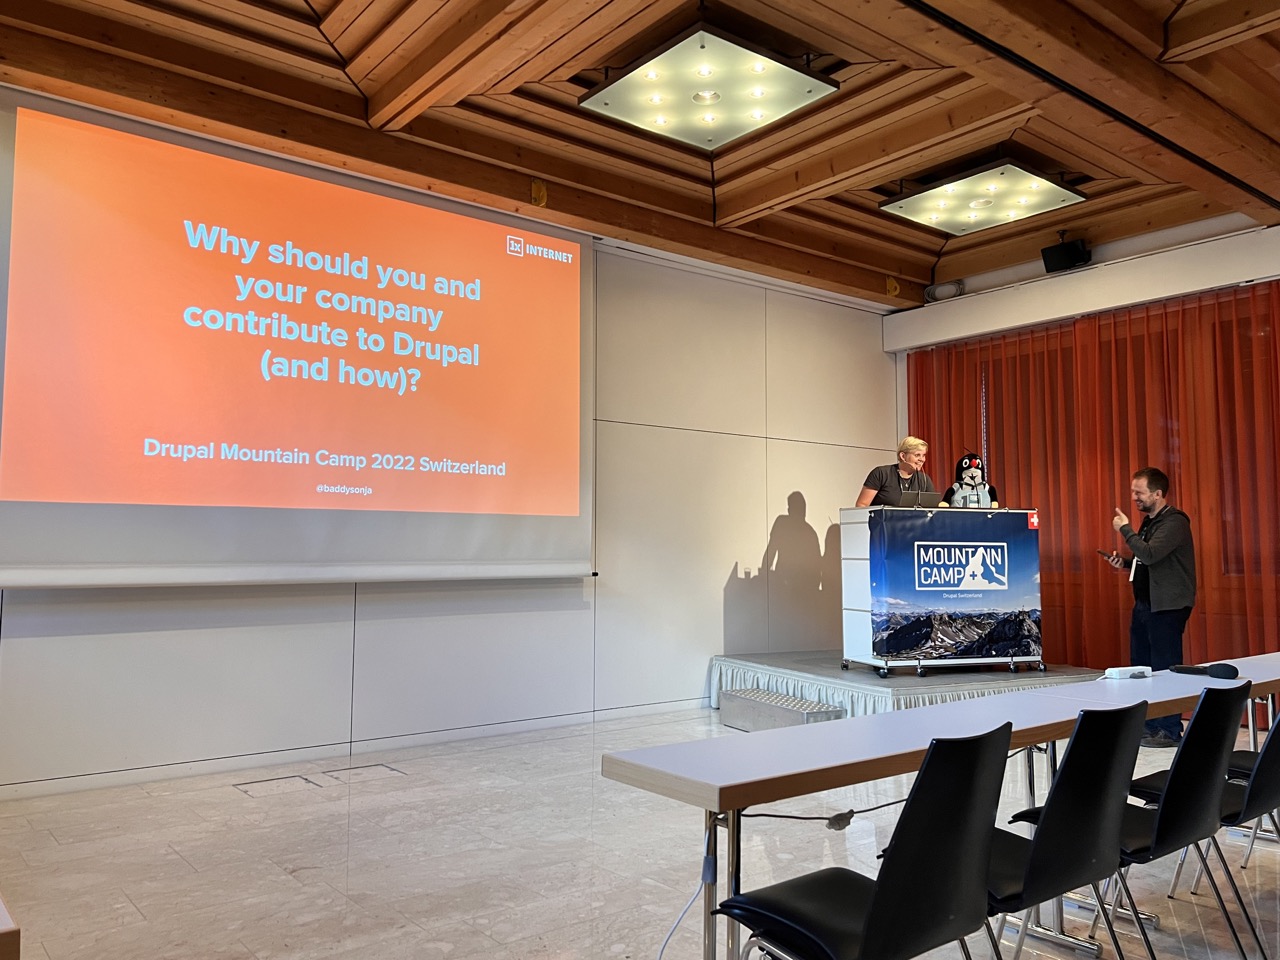 1x INTERNET
Why should you and
your company
contribute to Drupal
(and how)?
Drupal Mountain Camp 2022 Switzerland
@baddysonja
MOUNTAIN
CAMP
Drupal Switzerland